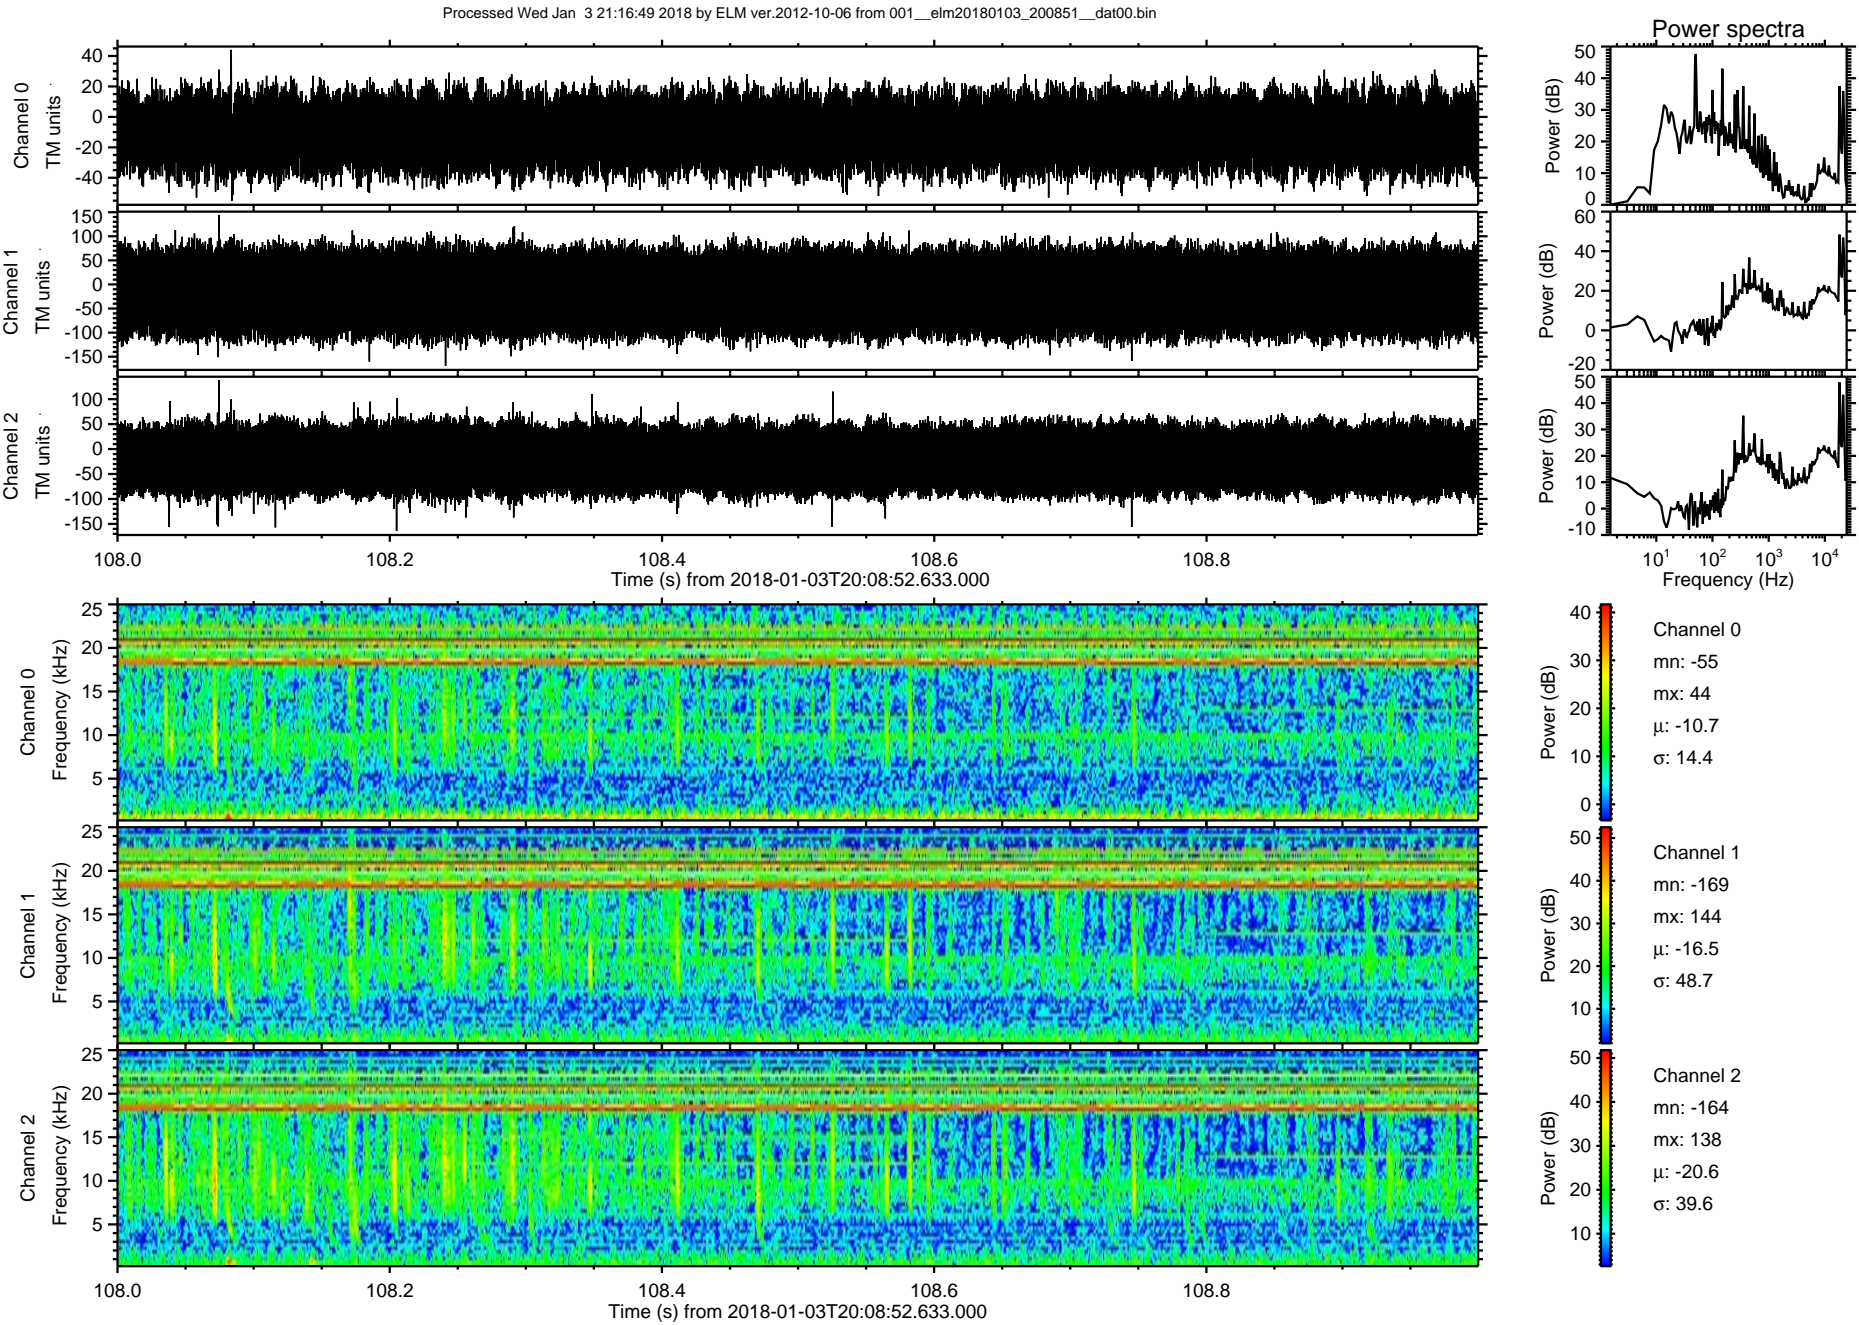 Processed Wed Jan  3 21:16:49 2018 by ELM ver.2012-10-06 from 001__elm20180103_200851__dat00.bin
Power spectra
Channel 0
TM units
40
20
0
-20
-40
Power (dB)
50
40
30
20
10
0
Channel 1
TM units
150
100
50
0
-50
-100
-150
Power (dB)
60
40
20
0
-20
Channel 2
TM units
100
50
0
-50
-100
-150
Power (dB)
50
40
30
20
10
0
-10
108.0 108.2 108.4 108.6 108.8
Time (s) from 2018-01-03T20:08:52.633.000
10^1 10^2 10^3 10^4
Frequency (Hz)
Channel 0
Frequency (kHz)
25
20
15
10
5
Power (dB)
40
30
20
10
0
Channel 0
mn: -55
mx: 44
μ: -10.7
σ: 14.4
Channel 1
Frequency (kHz)
25
20
15
10
5
Power (dB)
50
40
30
20
10
Channel 1
mn: -169
mx: 144
μ: -16.5
σ: 48.7
Channel 2
Frequency (kHz)
25
20
15
10
5
Power (dB)
50
40
30
20
10
Channel 2
mn: -164
mx: 138
μ: -20.6
σ: 39.6
108.0 108.2 108.4 108.6 108.8
Time (s) from 2018-01-03T20:08:52.633.000